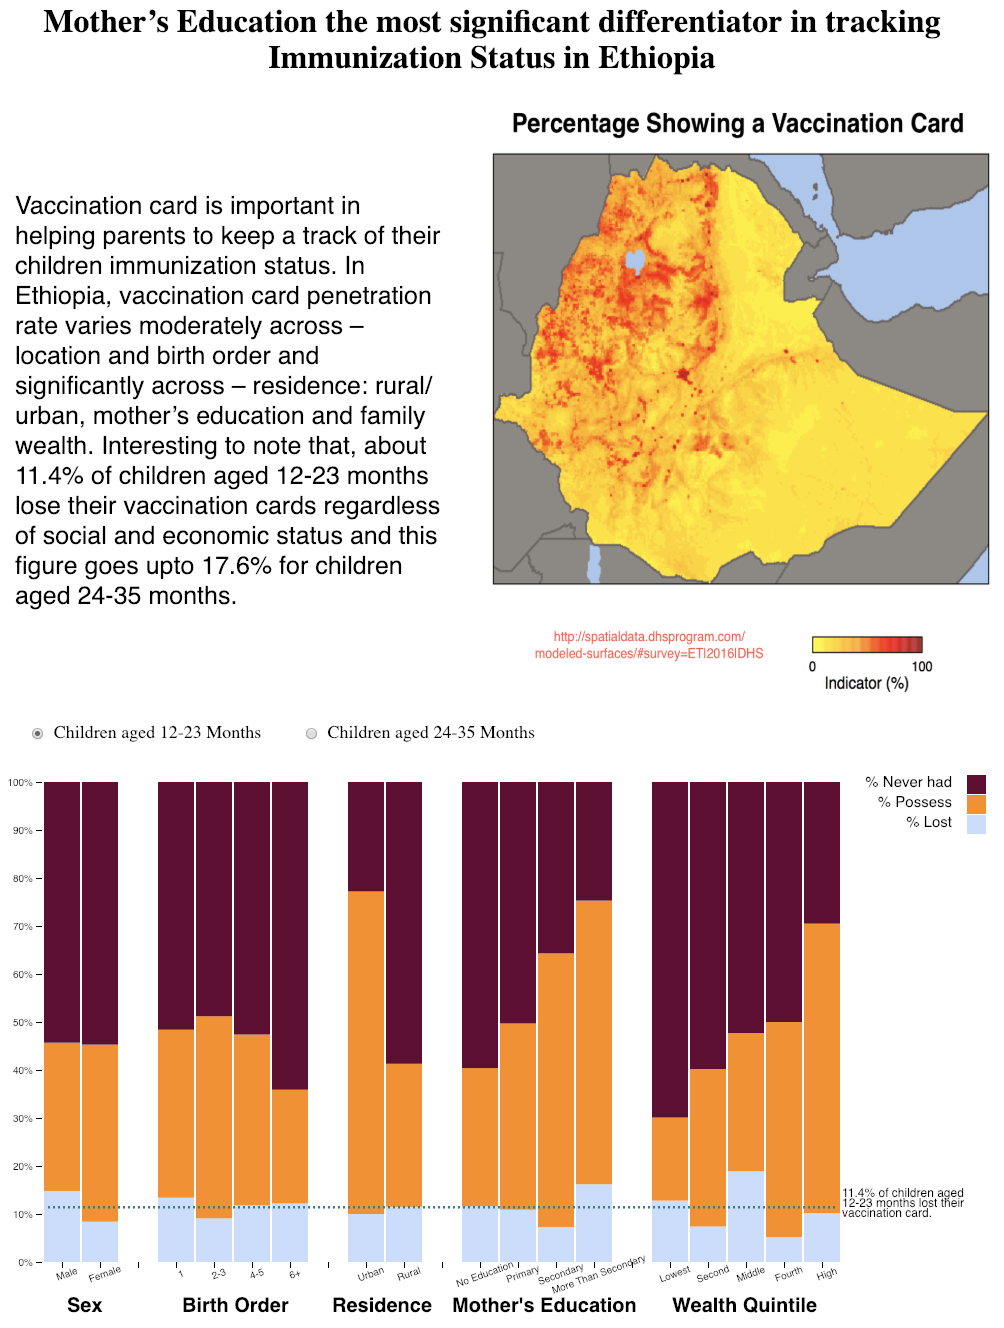 Mother’s Education the most significant differentiator in tracking
Immunization Status in Ethiopia
Percentage Showing a Vaccination Card
Vaccination card is important in
helping parents to keep a track of their
children immunization status. In
Ethiopia, vaccination card penetration
rate varies moderately across –
location and birth order and
significantly across – residence: rural/
urban, mother’s education and family
wealth. Interesting to note that, about
11.4% of children aged 12-23 months
lose their vaccination cards regardless
of social and economic status and this
figure goes upto 17.6% for children
aged 24-35 months.
http://spatialdata.dhsprogram.com/
modeled-surfaces/#survey=ET|2016|DHS
0 100
Indicator (%)
Children aged 12-23 Months Children aged 24-35 Months
% Never had
% Possess
% Lost
100%
90%
80%
70%
60%
50%
40%
30%
20%
10%
0%
11.4% of children aged
12-23 months lost their
vaccination card.
Male Female 1 2-3 4-5 6+ Urban Rural No Education Primary Secondary More Than Secondary Lowest Second Middle Fourth High
Sex Birth Order Residence Mother's Education Wealth Quintile